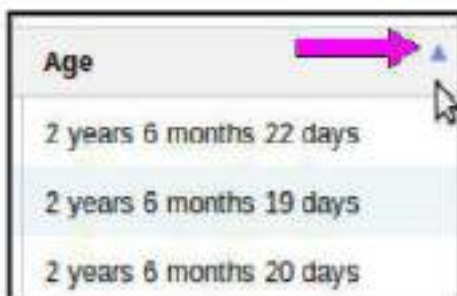 Age
2 years 6 months 22 days
2 years 6 months 19 days
2 years 6 months 20 days